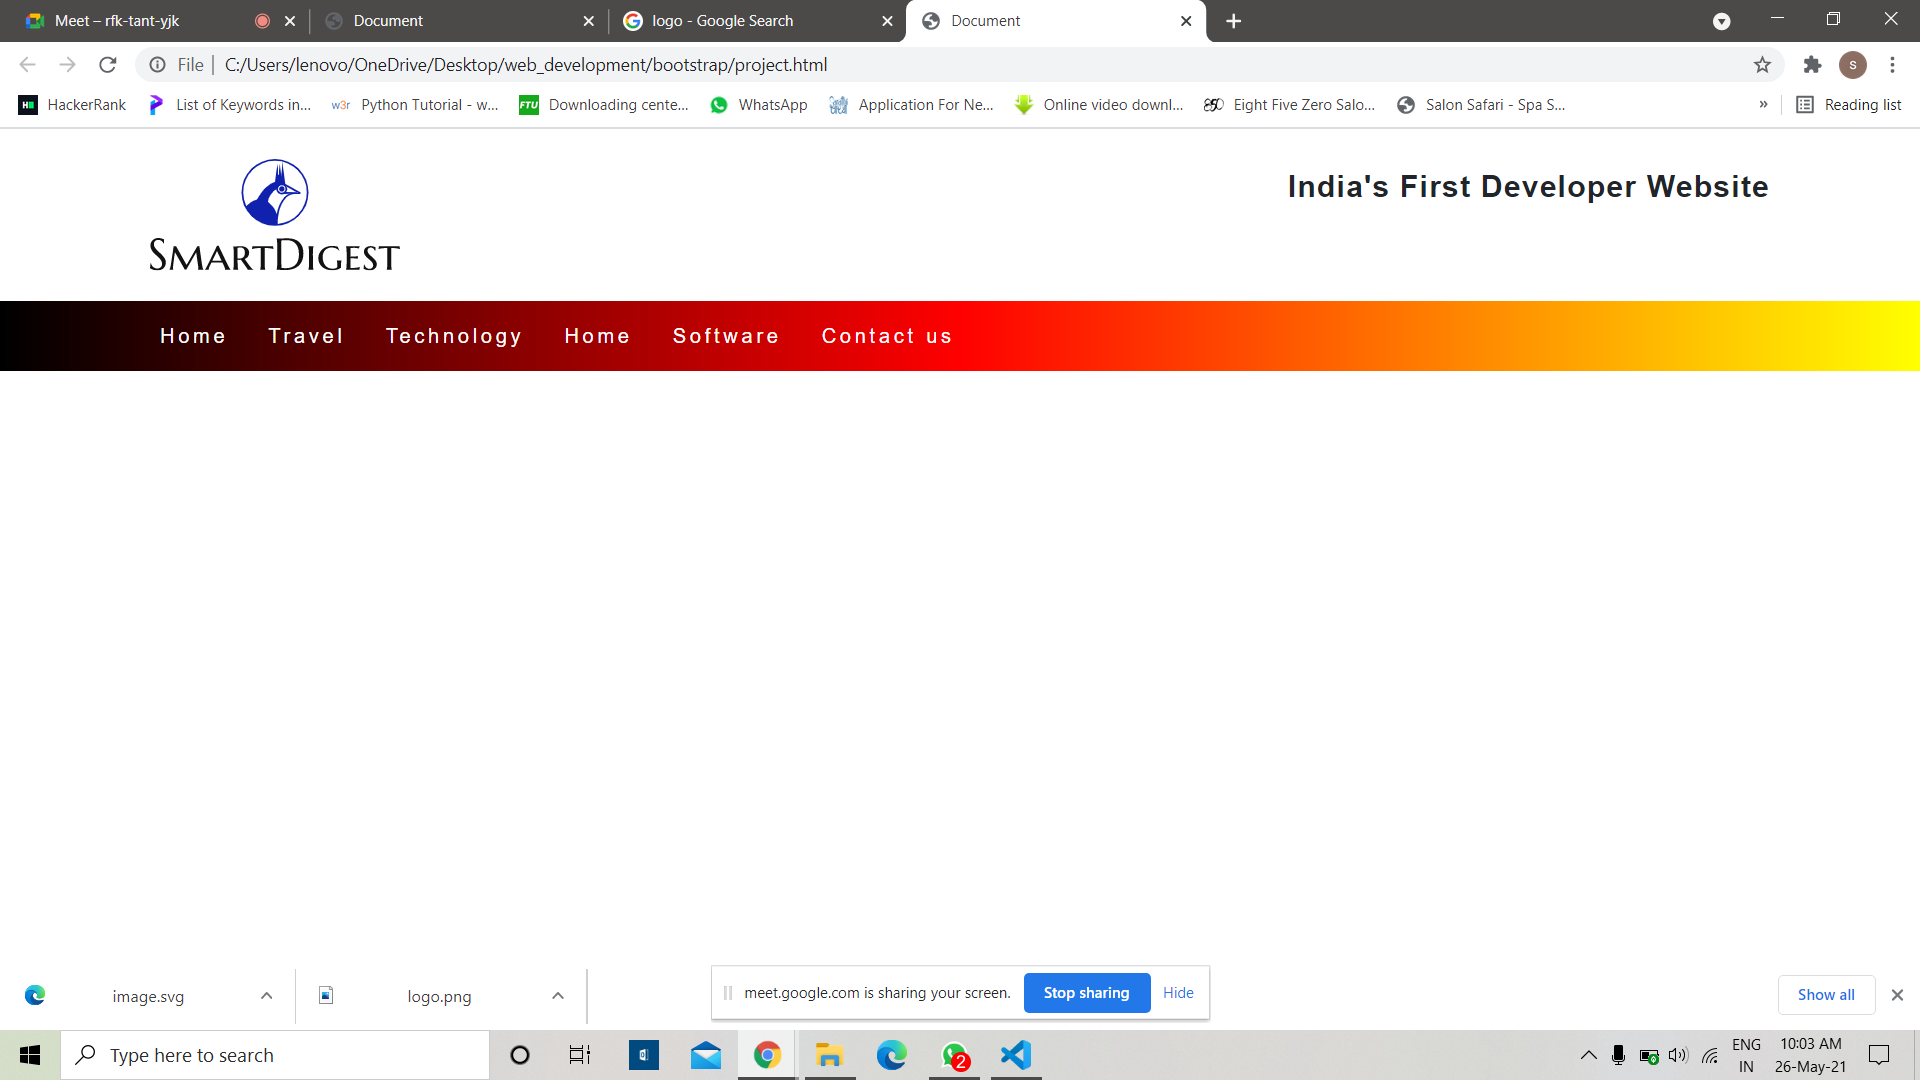 Meet – rfk-tant-yjk
Document
logo - Google Search
Document
File
C:/Users/lenovo/OneDrive/Desktop/web_development/bootstrap/project.html
S
HackerRank
List of Keywords in...
w3r
Python Tutorial - w...
FTU
Downloading cente...
WhatsApp
Application For Ne...
Online video downl...
850
Eight Five Zero Salo...
Salon Safari - Spa S...
»
Reading list
SMARTDIGEST
India's First Developer Website
Home
Travel
Technology
Home
Software
Contact us
image.svg
logo.png
meet.google.com is sharing your screen.
Stop sharing
Hide
Show all
Type here to search
2
ENG
IN
10:03 AM
26-May-21